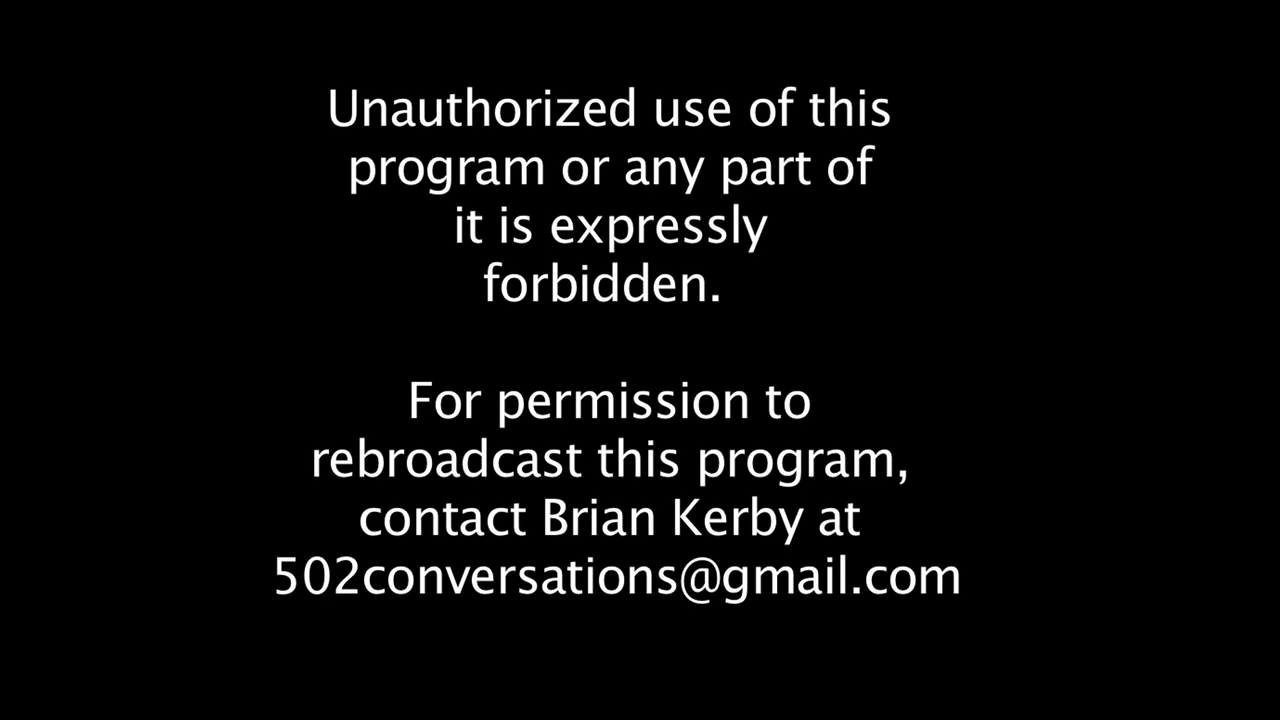 Unauthorized use of this
program or any part of
it is expressly
forbidden.
For permission to
rebroadcast this program,
contact Brian Kerby at
502conversations@gmail.com